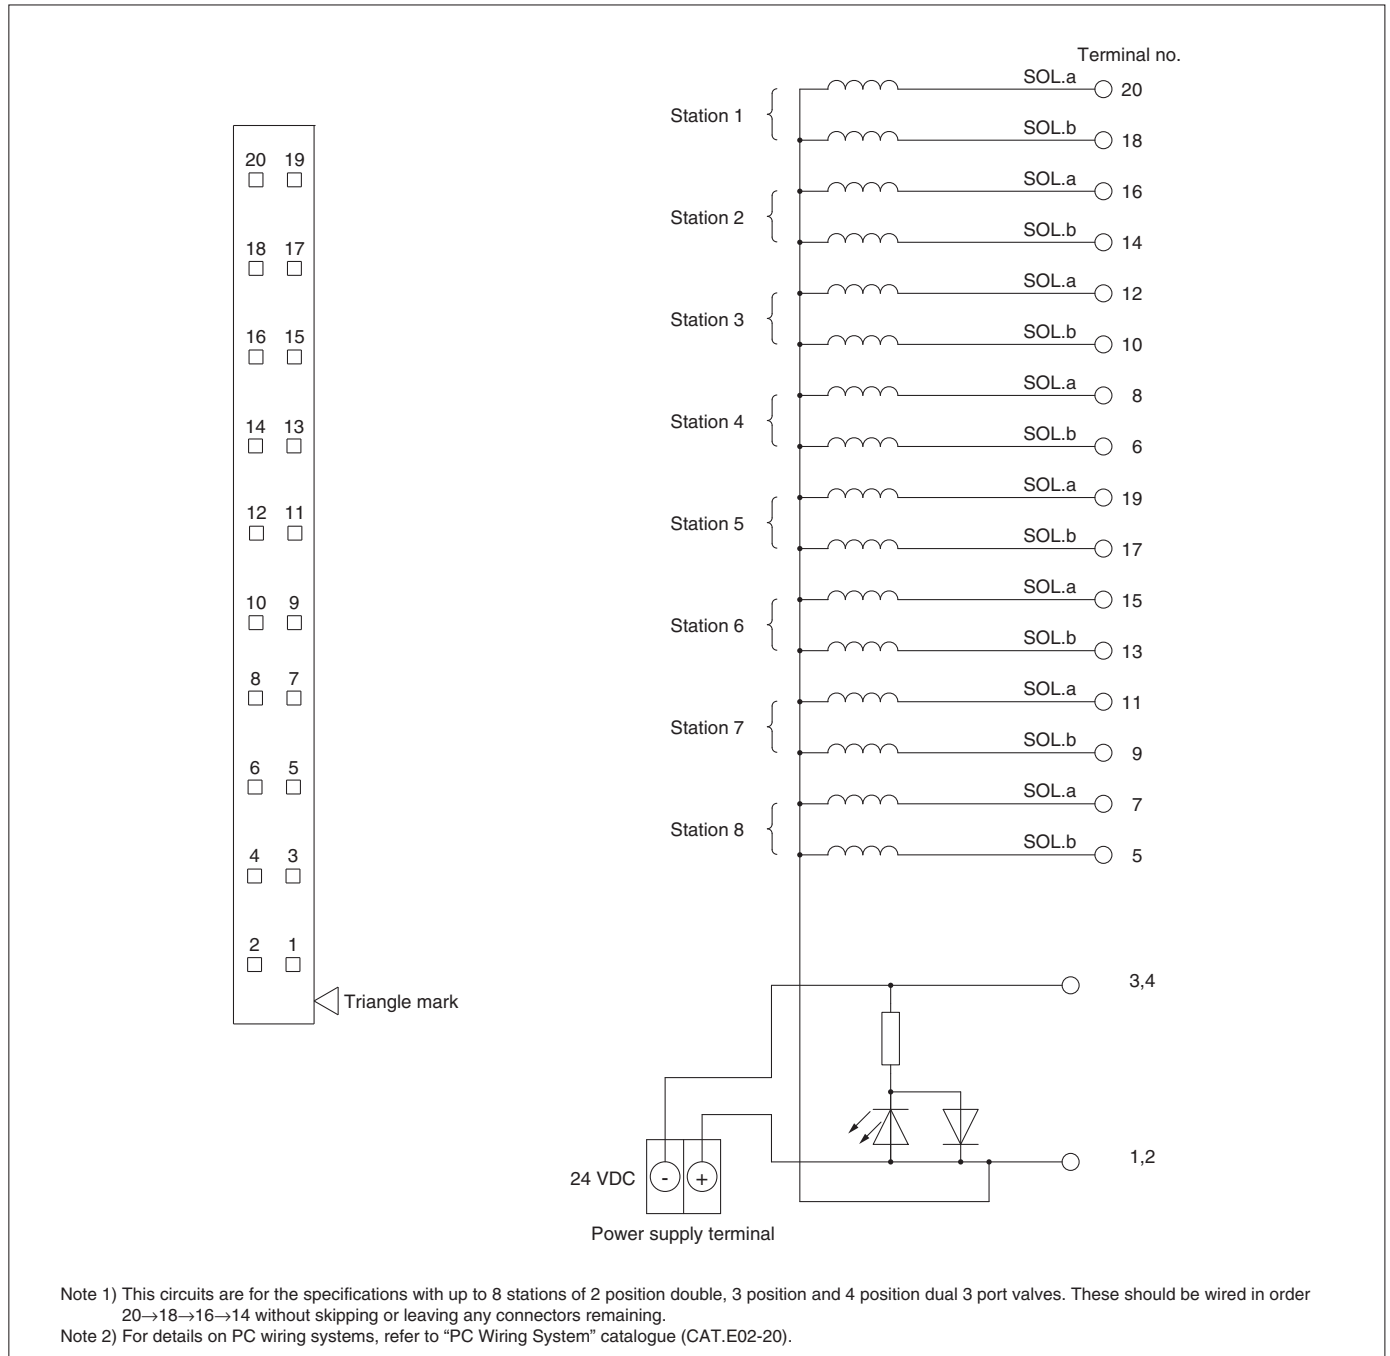 Terminal no.
Station 1
SOL.a 20
SOL.b 18
Station 2
SOL.a 16
SOL.b 14
Station 3
SOL.a 12
SOL.b 10
Station 4
SOL.a 8
SOL.b 6
Station 5
SOL.a 19
SOL.b 17
Station 6
SOL.a 15
SOL.b 13
Station 7
SOL.a 11
SOL.b 9
Station 8
SOL.a 7
SOL.b 5
20 19
18 17
16 15
14 13
12 11
10 9
8 7
6 5
4 3
2 1
Triangle mark
3,4
1,2
24 VDC - +
Power supply terminal
Note 1) This circuits are for the specifications with up to 8 stations of 2 position double, 3 position and 4 position dual 3 port valves. These should be wired in order
20→18→16→14 without skipping or leaving any connectors remaining.
Note 2) For details on PC wiring systems, refer to “PC Wiring System” catalogue (CAT.E02-20).